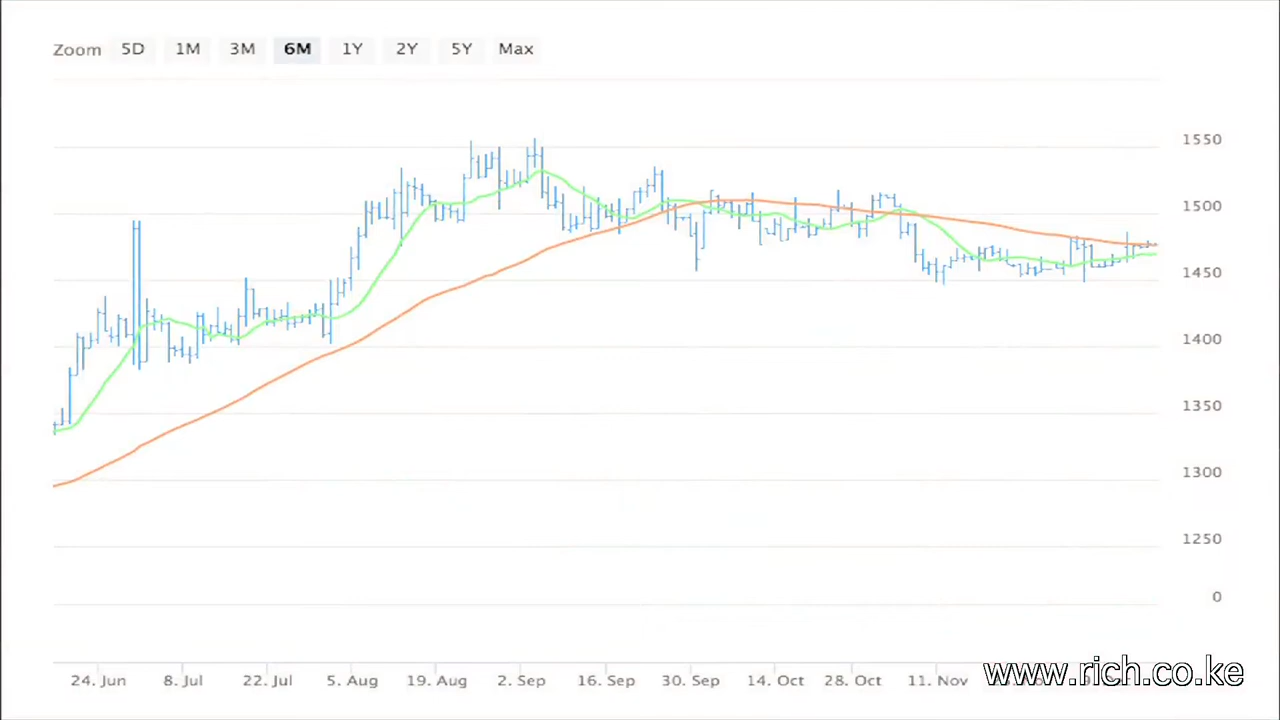 Zoom 5D 1M 3M 6M 1Y 2Y 5Y Max
1550
1500
1450
1400
1350
1300
1250
0
24. Jun 8. Jul 22. Jul 5. Aug 19. Aug 2. Sep 16. Sep 30. Sep 14. Oct 28. Oct 11. Nov
www.rich.co.ke